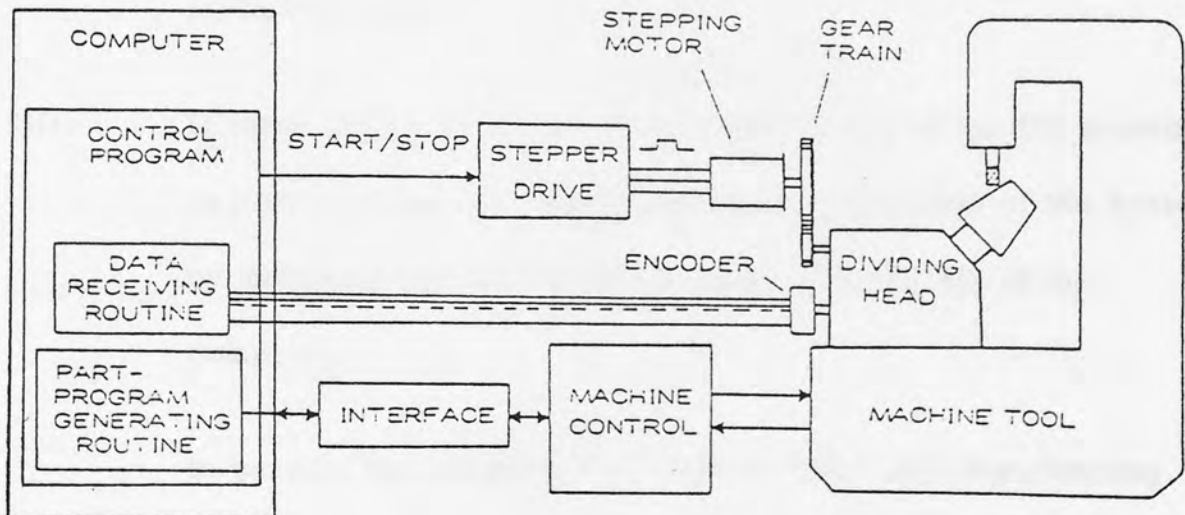 COMPUTER
CONTROL
PROGRAM
START/STOP
STEPPER
DRIVE
STEPPING
MOTOR
GEAR
TRAIN
DATA
RECEIVING
ROUTINE
ENCODER
DIVIDING
HEAD
PART-
PROGRAM
GENERATING
ROUTINE
INTERFACE
MACHINE
CONTROL
MACHINE TOOL